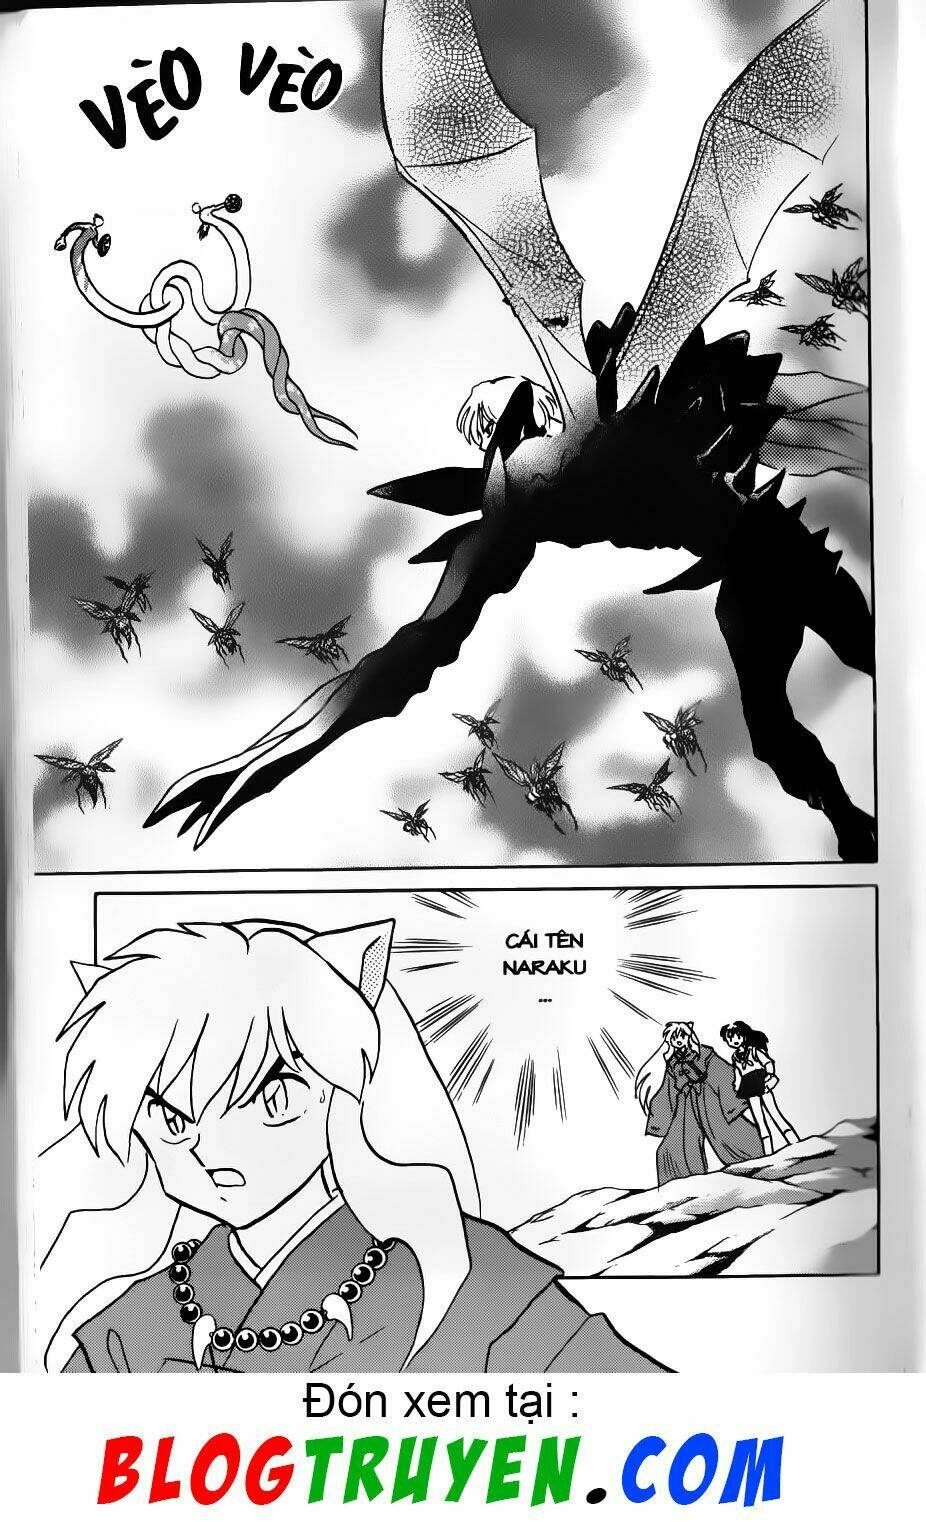 VÈO VÈO
CÁI TÊN
NARAKU
...
Đón xem tại :
BLOGTRUYEN.COM